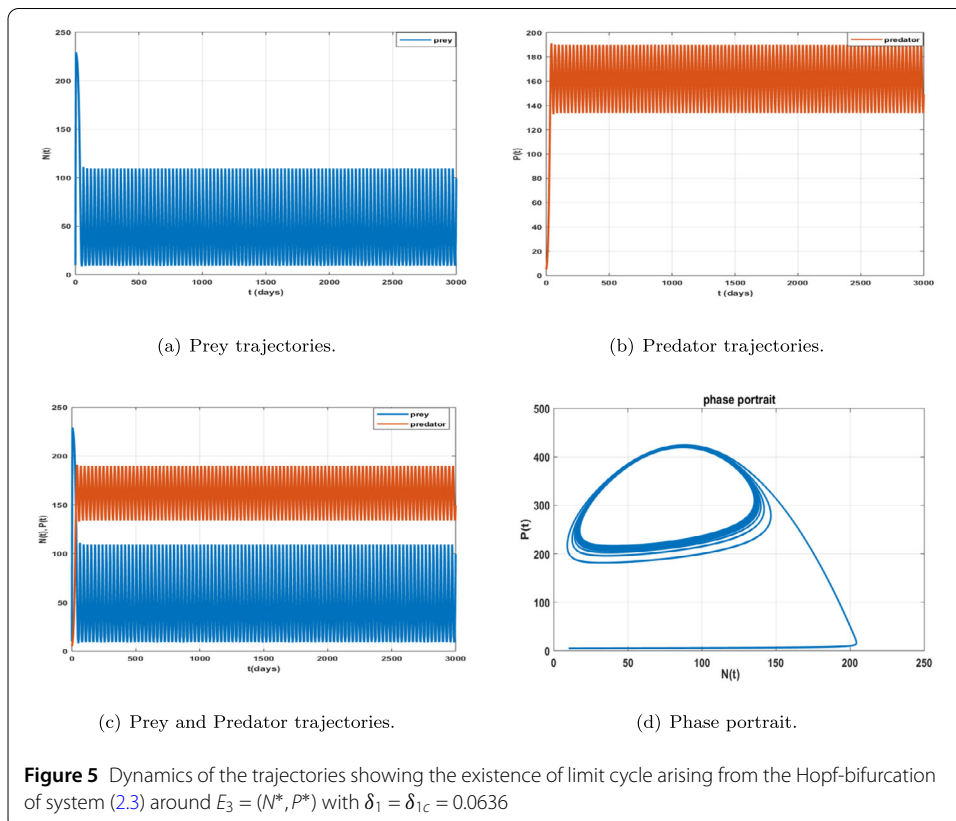 250
200
150
100
50
0
N(t)
prey
0 500 1000 1500 2000 2500 3000
t (days)
(a) Prey trajectories.
200
180
160
140
120
100
80
60
40
20
0
P(t)
predator
0 500 1000 1500 2000 2500 3000
t (days)
(b) Predator trajectories.
250
200
150
100
50
0
N(t), P(t)
prey
predator
0 500 1000 1500 2000 2500 3000
t(days)
(c) Prey and Predator trajectories.
phase portrait
500
400
300
200
100
0
P(t)
0 50 100 150 200 250
N(t)
(d) Phase portrait.
Figure 5 Dynamics of the trajectories showing the existence of limit cycle arising from the Hopf-bifurcation
of system (2.3) around E₃ = (N*, P*) with δ₁ = δ₁c = 0.0636